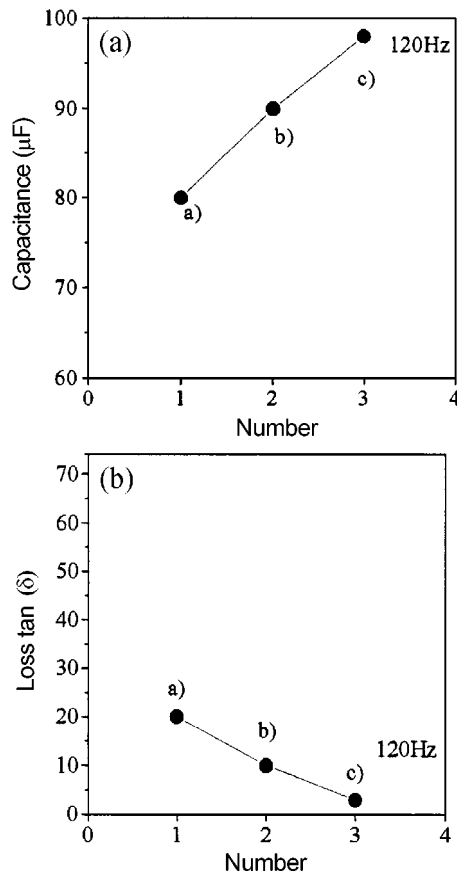 (a)
120Hz
c)
b)
a)
100
90
80
70
60
0 1 2 3 4
Capacitance (μF)
Number
(b)
a)
b)
c)
120Hz
70
60
50
40
30
20
10
0
0 1 2 3 4
Loss tan (δ)
Number